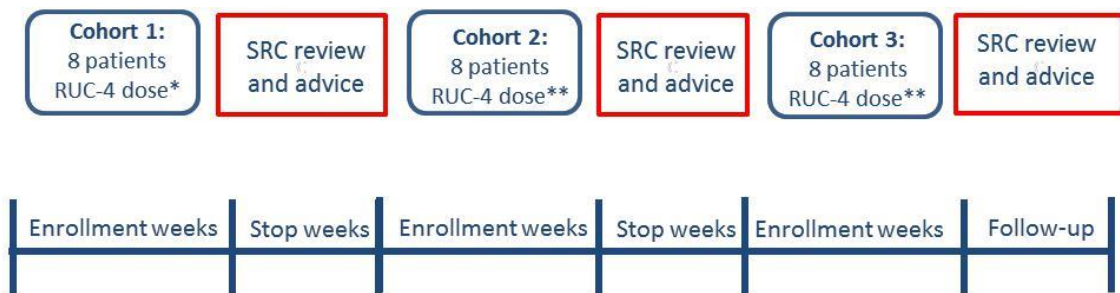 Cohort 1:
8 patients
RUC-4 dose*
SRC review
and advice
Cohort 2:
8 patients
RUC-4 dose**
SRC review
and advice
Cohort 3:
8 patients
RUC-4 dose**
SRC review
and advice
Enrollment weeks
Stop weeks
Enrollment weeks
Stop weeks
Enrollment weeks
Follow-up